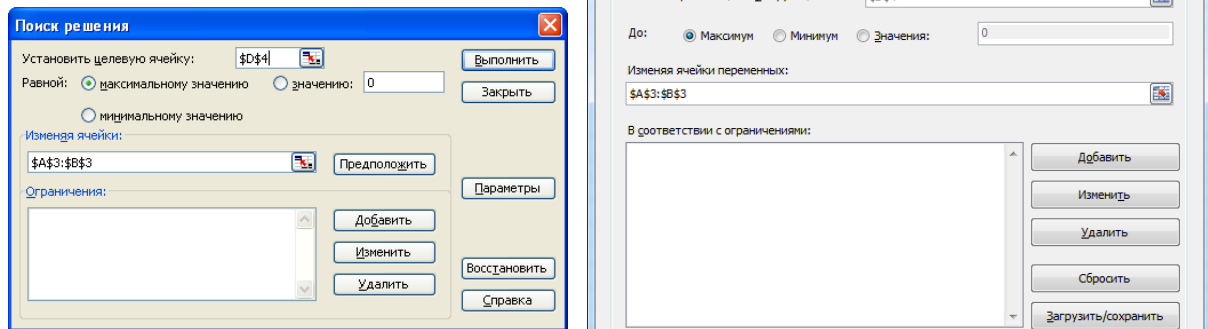 Поиск решения
Установить целевую ячейку: $D$4
Выполнить
Равной: максимальному значению значению: 0
Закрыть
минимальному значению
Изменяя ячейки:
$A$3:$B$3
Предположить
Параметры
Ограничения:
Добавить
Изменить
Удалить
Восстановить
Справка
До: Максимум Минимум Значения: 0
Изменяя ячейки переменных:
$A$3:$B$3
В соответствии с ограничениями:
Добавить
Изменить
Удалить
Сбросить
Загрузить/сохранить